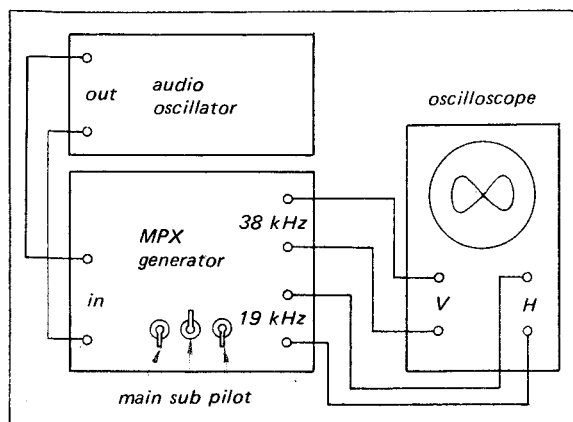 audio
out
oscillator
oscilloscope
38 kHz
MPX
generator
in
19 kHz
V
H
main sub pilot